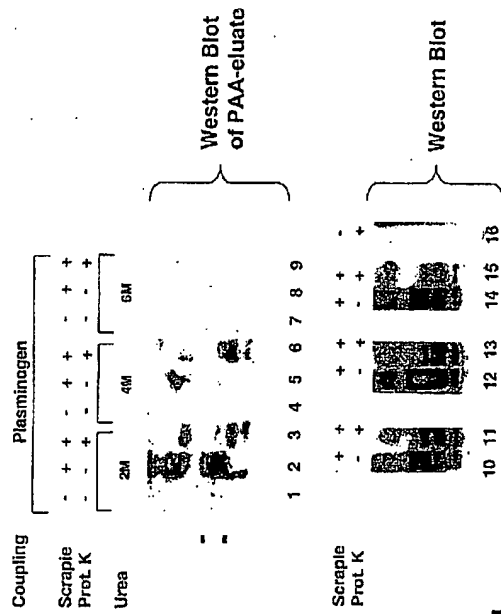 Coupling Plasminogen
Scrapie - + + - + + - + +
Prot. K - - + - - + - - +
Urea 2M 4M 6M
Western Blot
of PAA-eluate
1 2 3 4 5 6 7 8 9
Scrapie + + + + + + -
Prot. K - + - + - + +
Western Blot
10 11 12 13 14 15 16